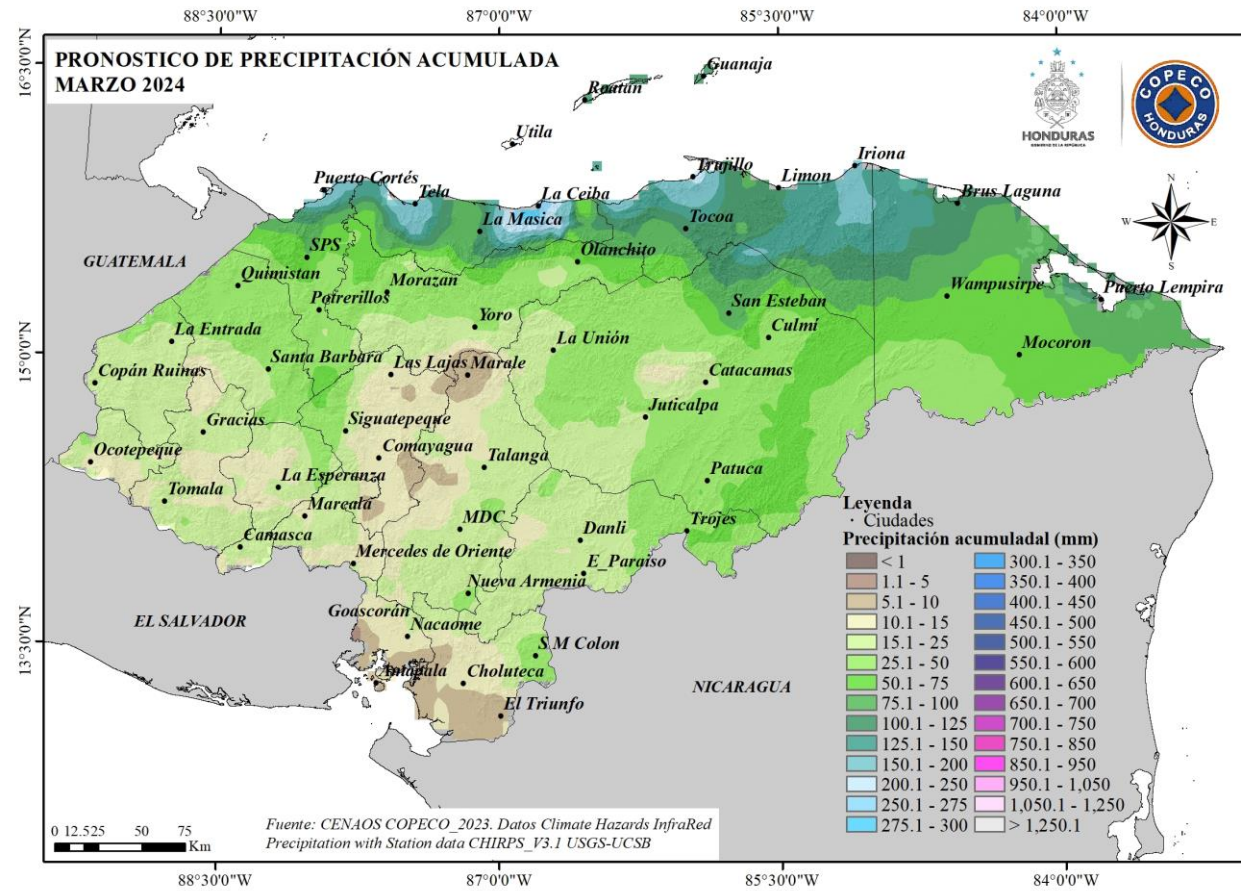 88°30'0"W 87°0'0"W 85°30'0"W 84°0'0"W
PRONOSTICO DE PRECIPITACIÓN ACUMULADA
MARZO 2024
16°30'0"N
15°0'0"N
13°30'0"N
HONDURAS
GOBIERNO DE LA REPÚBLICA
COPECO
HONDURAS
N
W E
S
Guanaja
Roatan
Utila
Iriona
Trujillo
Limon
Puerto Cortés
Tela
La Ceiba
Brus Laguna
La Masica
Tocoa
SPS
Olanchito
GUATEMALA
Quimistan
Morazan
Wampusirpe
Puerto Lempira
Potrerillos
San Esteban
Yoro
Culmí
La Entrada
La Unión
Mocoron
Santa Barbara
Las Lajas
Marale
Copán Ruinas
Catacamas
Juticalpa
Gracias
Siguatepeque
Comayagua
Ocotepeque
Talanga
La Esperanza
Patuca
Tomala
Marcala
MDC
Danli
Trojes
Camasca
Mercedes de Oriente
E_Paraiso
Nueva Armenia
Goascorán
EL SALVADOR
Nacaome
S.M Colon
Choluteca
NICARAGUA
El Triunfo
Leyenda
Ciudades
Precipitación acumuladal (mm)
< 1
1.1 - 5
5.1 - 10
10.1 - 15
15.1 - 25
25.1 - 50
50.1 - 75
75.1 - 100
100.1 - 125
125.1 - 150
150.1 - 200
200.1 - 250
250.1 - 275
275.1 - 300
300.1 - 350
350.1 - 400
400.1 - 450
450.1 - 500
500.1 - 550
550.1 - 600
600.1 - 650
650.1 - 700
700.1 - 750
750.1 - 850
850.1 - 950
950.1 - 1,050
1,050.1 - 1,250
> 1,250.1
0 12.525 50 75
Km
Fuente: CENAOS COPECO_2023. Datos Climate Hazards InfraRed
Precipitation with Station data CHIRPS_V3.1 USGS-UCSB
88°30'0"W 87°0'0"W 85°30'0"W 84°0'0"W